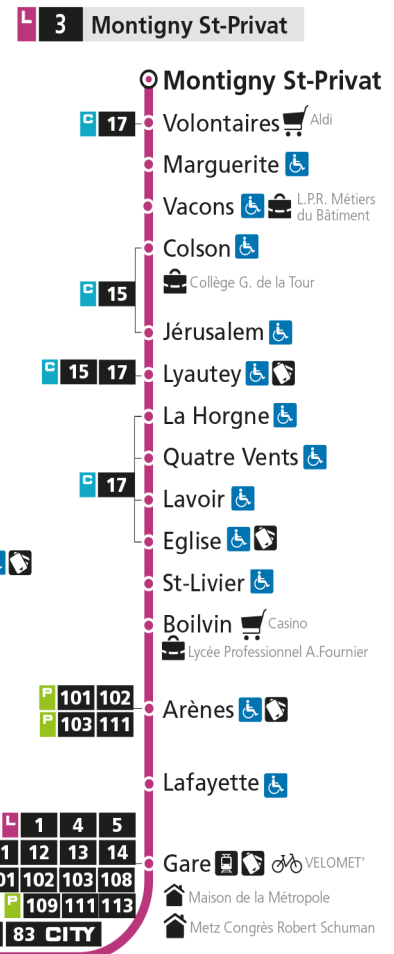 L 3 Montigny St-Privat
Montigny St-Privat
C 17 Volontaires Aldi
Marguerite
Vacons L.P.R. Métiers
du Bâtiment
Colson
C 15 Collège G. de la Tour
Jérusalem
C 15 17 Lyautey
La Horgne
Quatre Vents
C 17 Lavoir
Eglise
St-Livier
Boilvin Casino
Lycée Professionnel A.Fournier
P 101 102
P 103 111
Arènes
Lafayette
L 1 4 5
12 13 14
Gare VELOMET'
102 103 108
Maison de la Métropole
P 109 111 113
Metz Congrès Robert Schuman
83 CITY